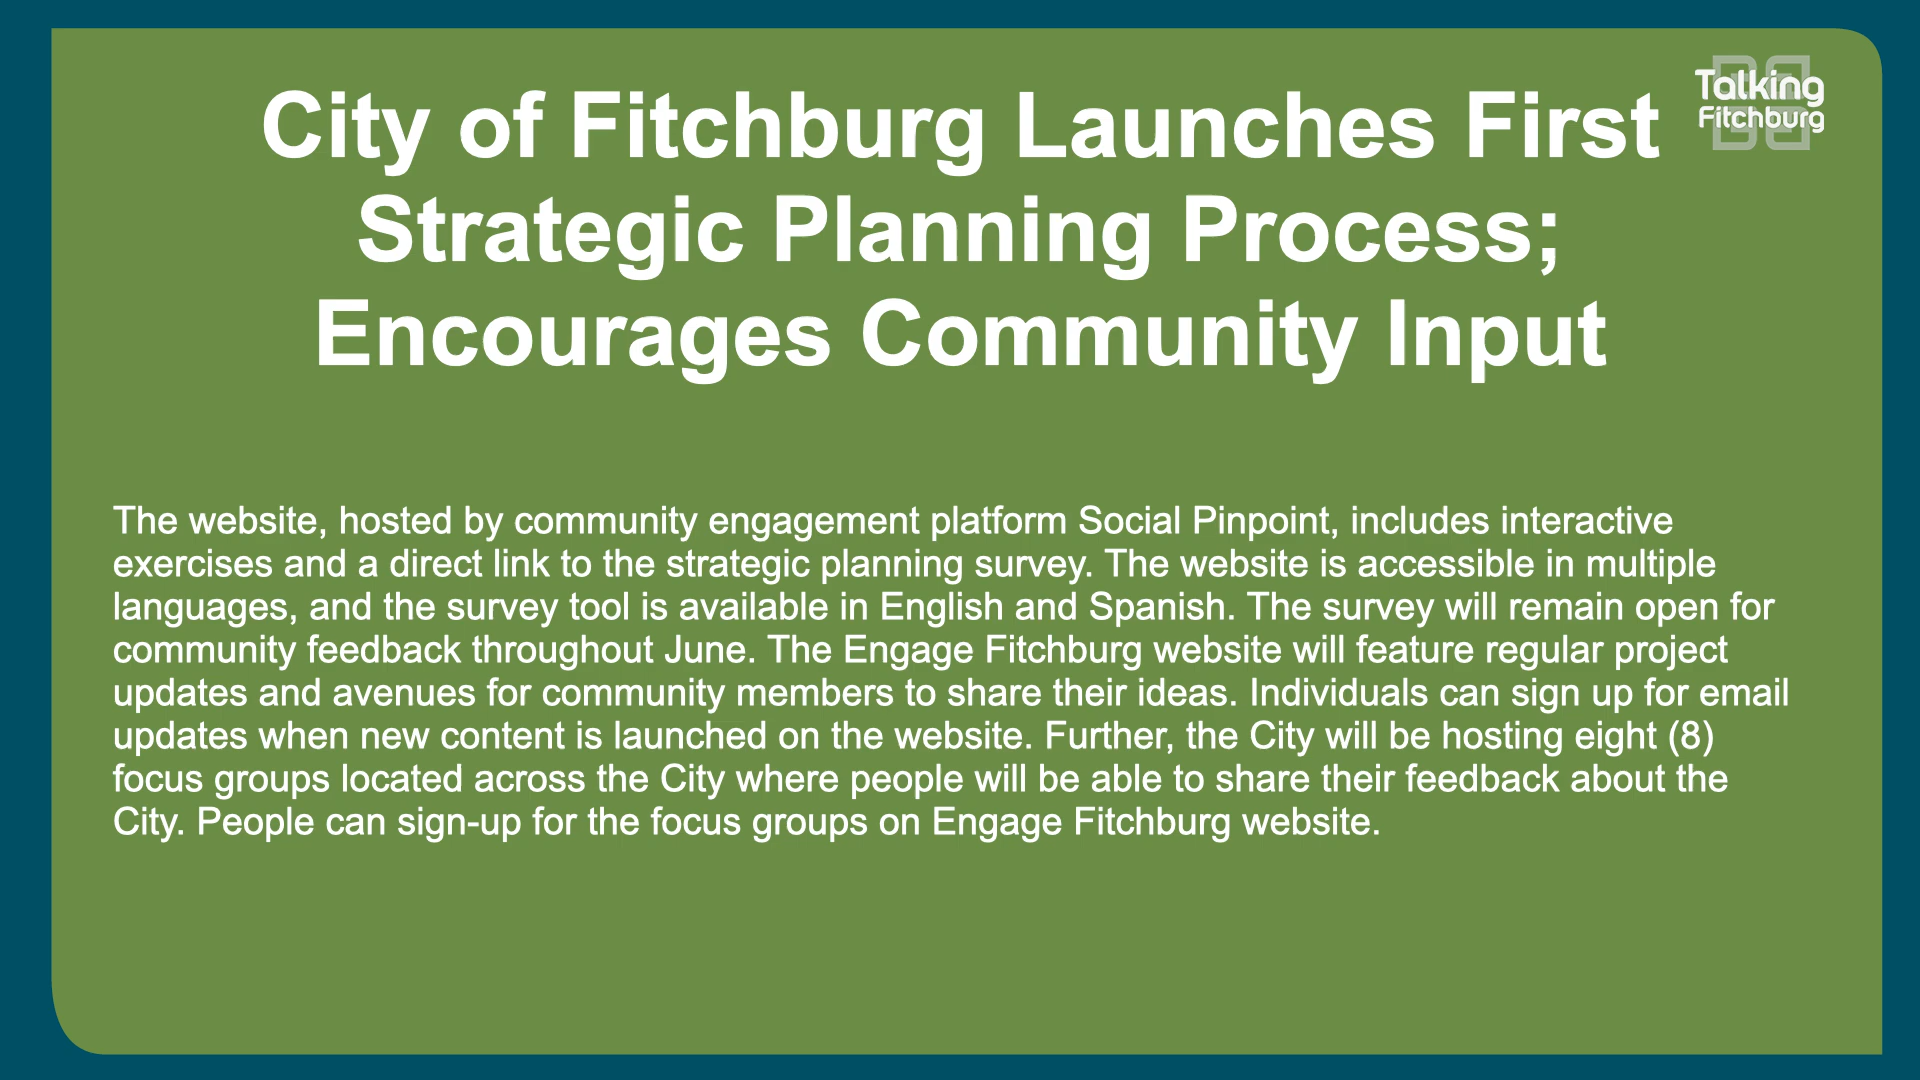 City of Fitchburg Launches First
Strategic Planning Process;
Encourages Community Input
Talking
Fitchburg
The website, hosted by community engagement platform Social Pinpoint, includes interactive
exercises and a direct link to the strategic planning survey. The website is accessible in multiple
languages, and the survey tool is available in English and Spanish. The survey will remain open for
community feedback throughout June. The Engage Fitchburg website will feature regular project
updates and avenues for community members to share their ideas. Individuals can sign up for email
updates when new content is launched on the website. Further, the City will be hosting eight (8)
focus groups located across the City where people will be able to share their feedback about the
City. People can sign-up for the focus groups on Engage Fitchburg website.